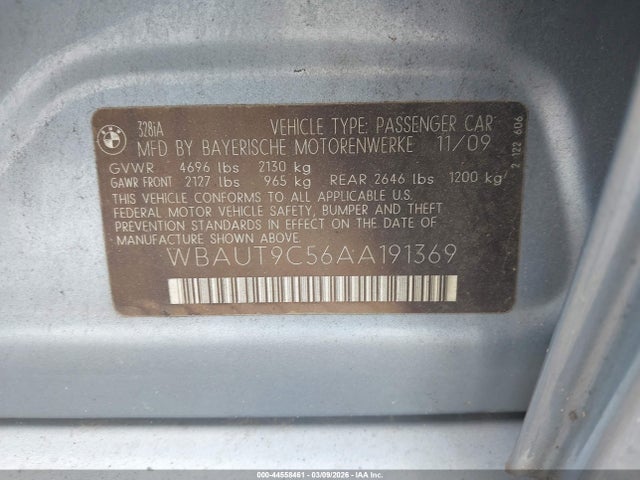 BMW
328iA
VEHICLE TYPE: PASSENGER CAR
MFD BY BAYERISCHE MOTORENWERKE 11/09
GVWR 4696 lbs 2130 kg
GAWR FRONT 2127 lbs 965 kg REAR 2646 lbs 1200 kg
THIS VEHICLE CONFORMS TO ALL APPLICABLE U.S.
FEDERAL MOTOR VEHICLE SAFETY, BUMPER AND THEFT
PREVENTION STANDARDS IN EFFECT ON THE DATE OF
MANUFACTURE SHOWN ABOVE.
WBAUT9C56AA191369
2 122 606
000-44558461 - 03/09/2026 - IAA Inc. (C)